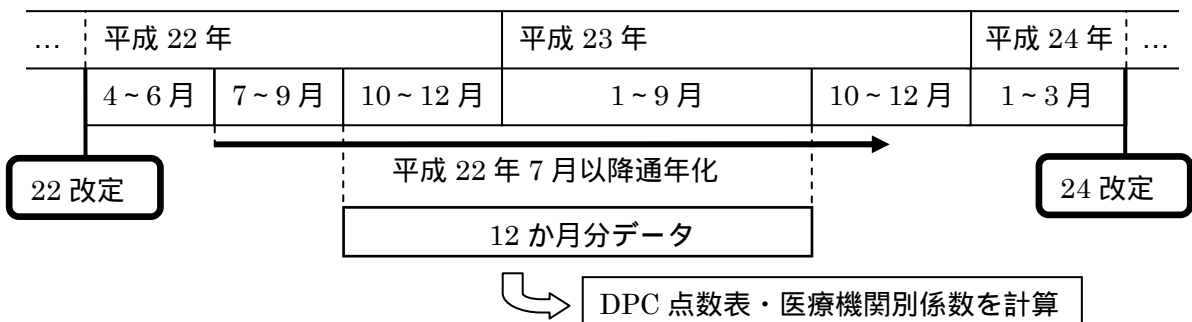 … 平成 22 年 平成 23 年 平成 24 年 …
4~6 月 7~9 月 10~12 月 1~9 月 10~12 月 1~3 月
平成 22 年 7 月以降通年化
22 改定 24 改定
12 か月分データ
DPC 点数表・医療機関別係数を計算